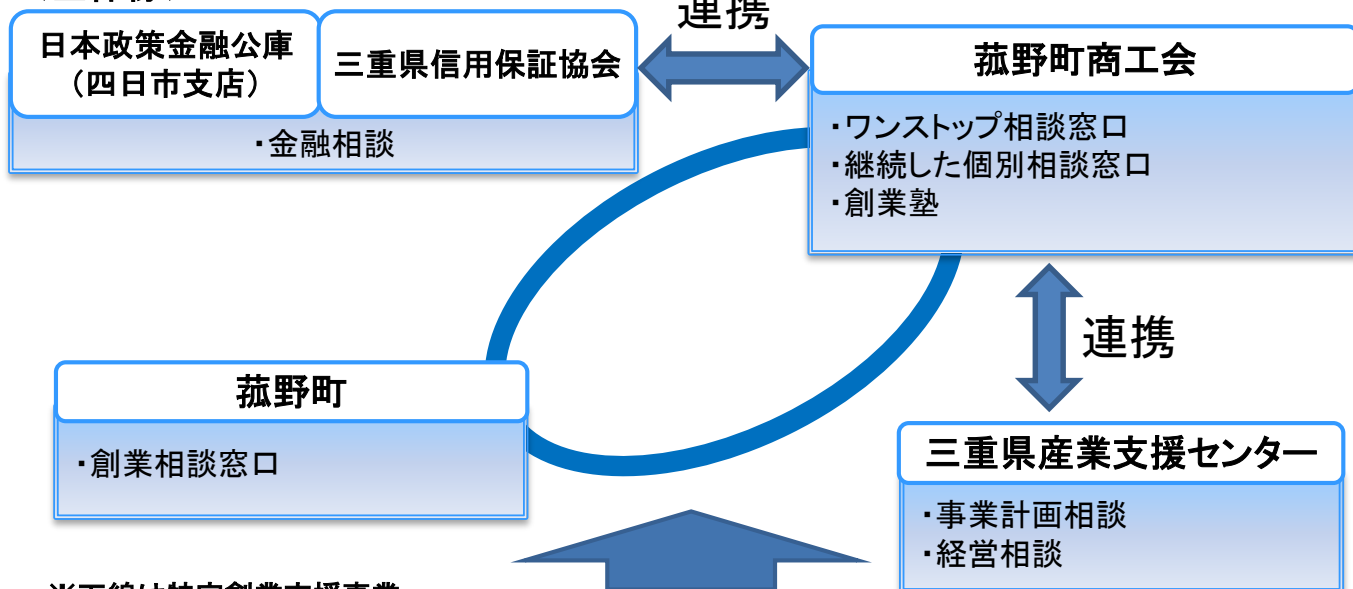 連携
日本政策金融公庫
（四日市支店）
三重県信用保証協会
・金融相談
菰野町商工会
・ワンストップ相談窓口
・継続した個別相談窓口
・創業塾
連携
菰野町
・創業相談窓口
三重県産業支援センター
・事業計画相談
・経営相談